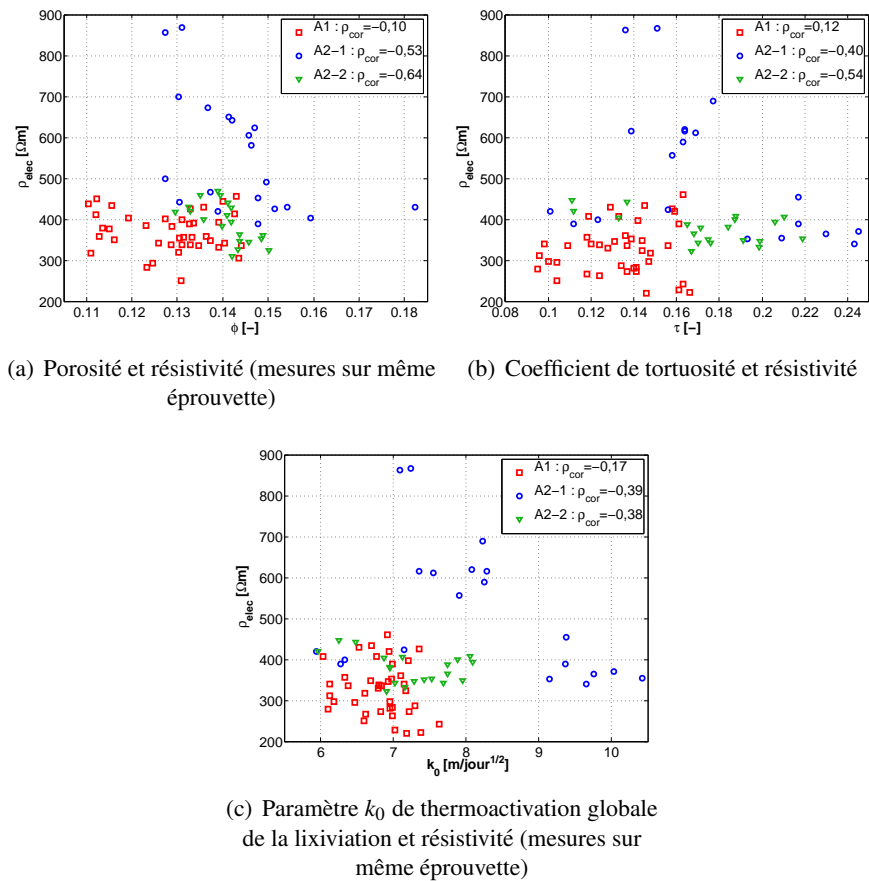 900
800
700
600
500
400
300
200
ρelec [Ωm]
0.11 0.12 0.13 0.14 0.15 0.16 0.17 0.18
ϕ [−]
A1 : ρcor=−0,10
A2−1 : ρcor=−0,53
A2−2 : ρcor=−0,64
(a) Porosité et résistivité (mesures sur même
éprouvette)
900
800
700
600
500
400
300
200
ρelec [Ωm]
0.08 0.1 0.12 0.14 0.16 0.18 0.2 0.22 0.24
τ [−]
A1 : ρcor=0,12
A2−1 : ρcor=−0,40
A2−2 : ρcor=−0,54
(b) Coefficient de tortuosité et résistivité
900
800
700
600
500
400
300
200
ρelec [Ωm]
6 7 8 9 10
k0 [m/jour1/2]
A1 : ρcor=−0,17
A2−1 : ρcor=−0,39
A2−2 : ρcor=−0,38
(c) Paramètre k0 de thermoactivation globale
de la lixiviation et résistivité (mesures sur
même éprouvette)